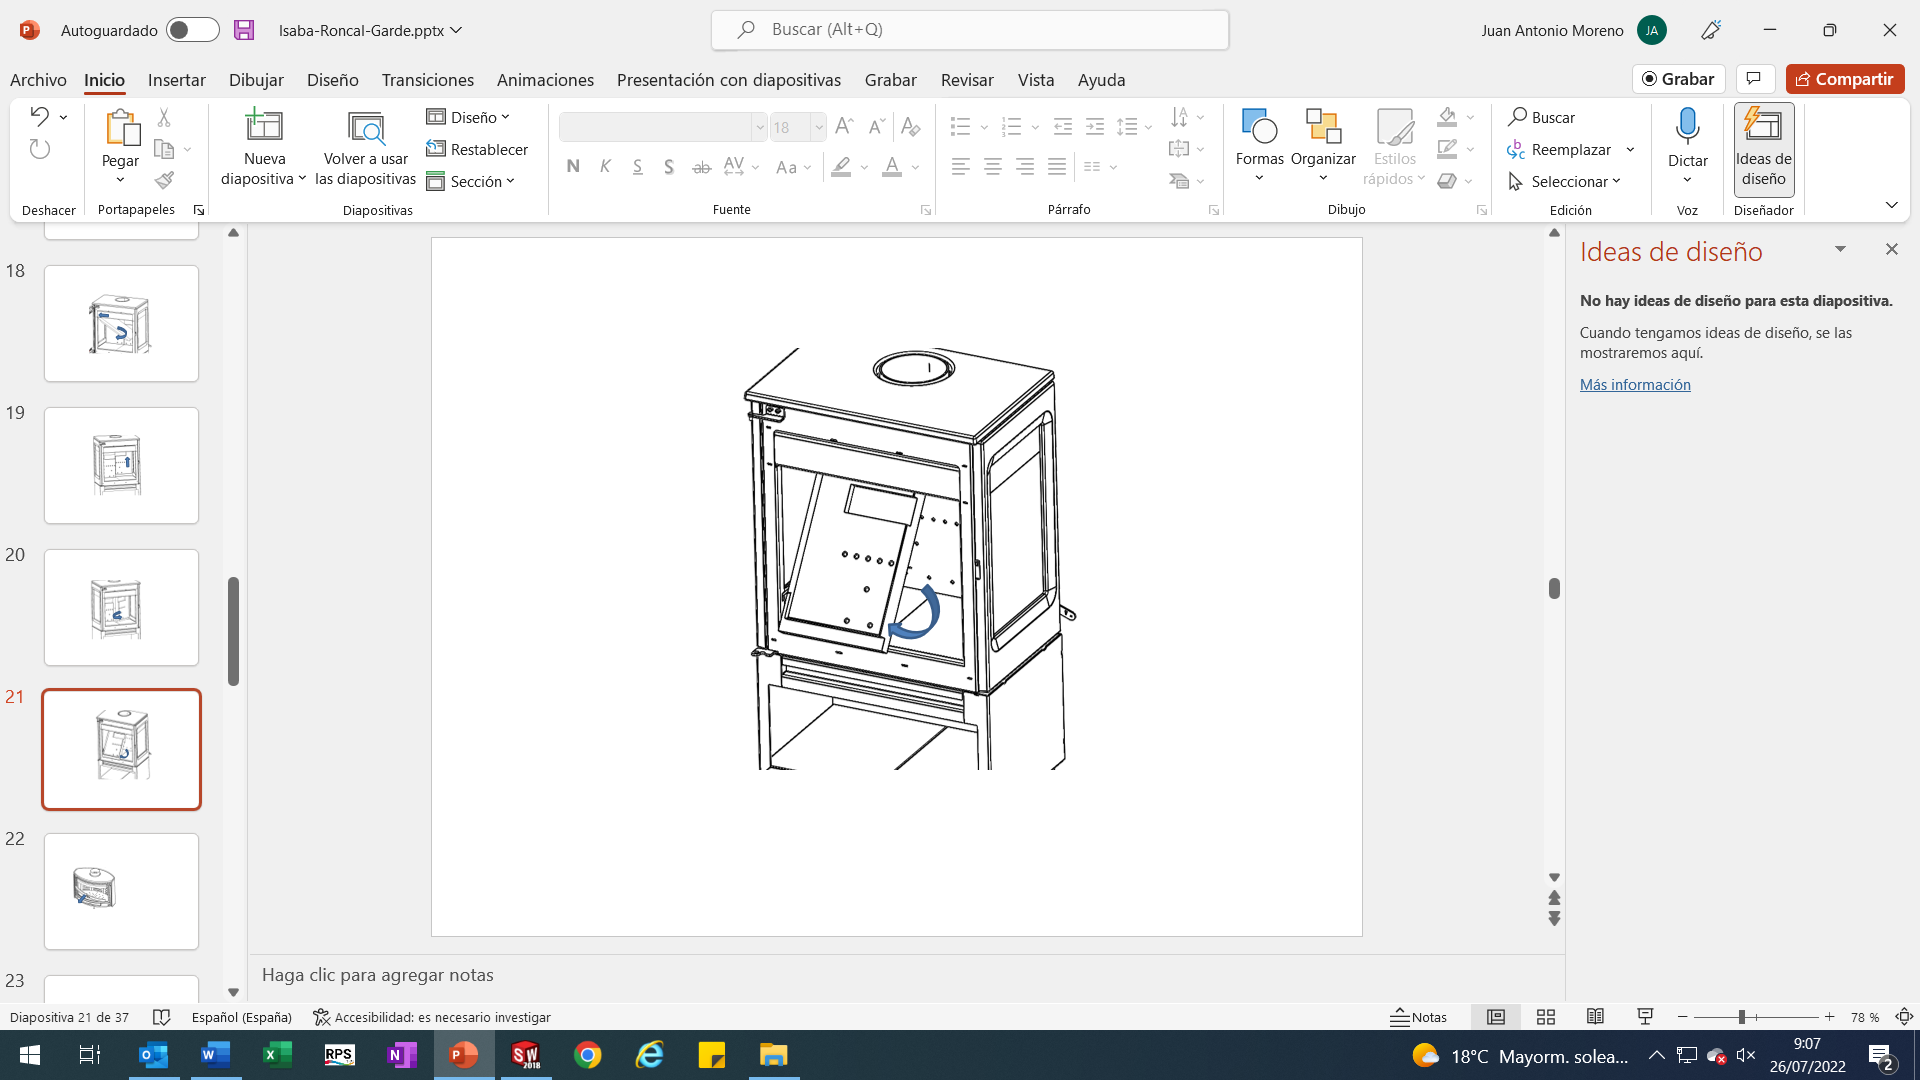 Autoguardado
Isaba-Roncal-Garde.pptx
Buscar (Alt+Q)
Juan Antonio Moreno
JA
Archivo Inicio Insertar Dibujar Diseño Transiciones Animaciones Presentación con diapositivas Grabar Revisar Vista Ayuda
Grabar
Compartir
Deshacer
Pegar
Portapapeles
Nueva
diapositiva
Volver a usar
las diapositivas
Diseño
Restablecer
Sección
Diapositivas
18
N K S S ab AV Aa A
Fuente
Párrafo
Formas
Organizar
Estilos
rápidos
Dibujo
Buscar
Reemplazar
Seleccionar
Edición
Dictar
Voz
Ideas de
diseño
Diseñador
18
19
20
21
22
23
Ideas de diseño
No hay ideas de diseño para esta diapositiva.
Cuando tengamos ideas de diseño, se las
mostraremos aquí.
Más información
Haga clic para agregar notas
Diapositiva 21 de 37
Español (España)
Accesibilidad: es necesario investigar
Notas
78 %
RPS
SW
2018
18°C Mayorm. solea...
9:07
26/07/2022
2